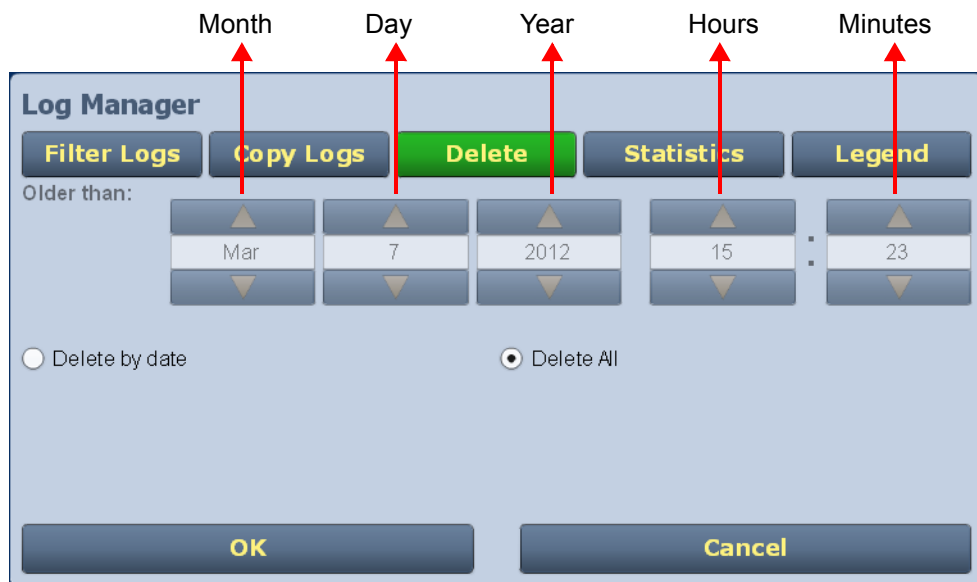 Month Day Year Hours Minutes
Log Manager
Filter Logs Copy Logs Delete Statistics Legend
Older than:
Mar 7 2012 15 : 23
Delete by date Delete All
OK Cancel